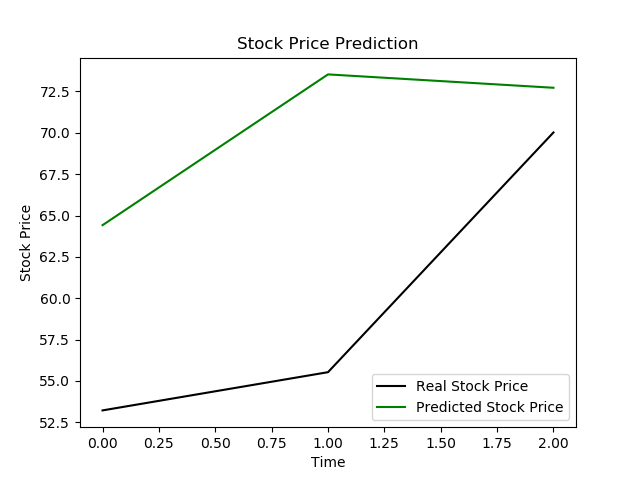 Stock Price Prediction
72.5
70.0
67.5
65.0
62.5
60.0
57.5
55.0
52.5
Stock Price
Real Stock Price
Predicted Stock Price
0.00 0.25 0.50 0.75 1.00 1.25 1.50 1.75 2.00
Time